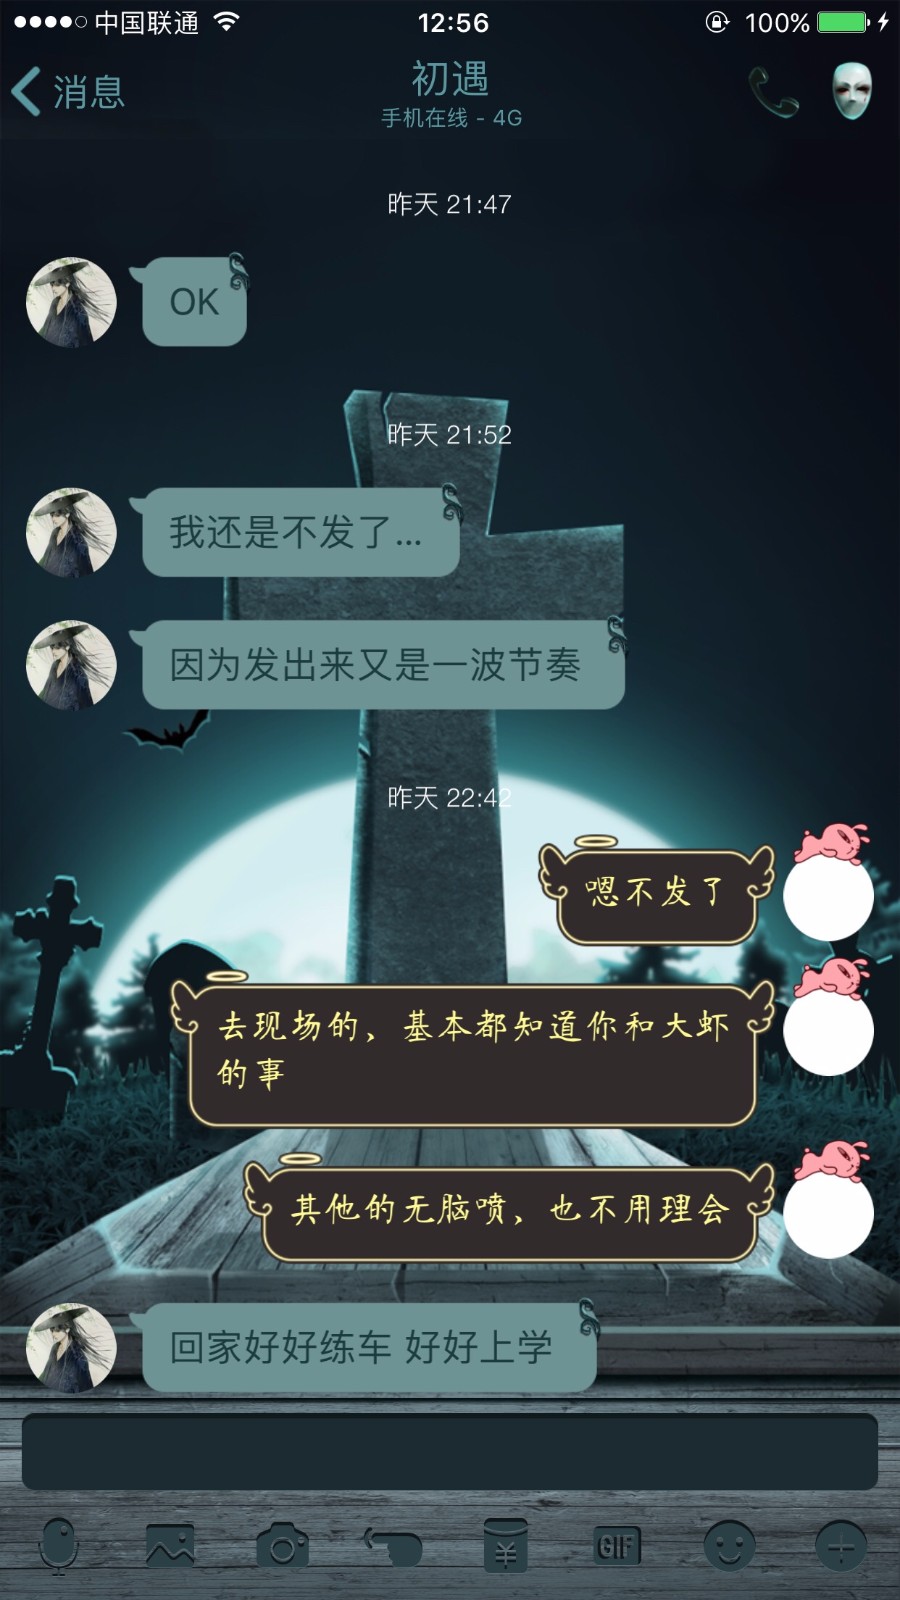 中国联通 12:56 100%
消息 初遇
手机在线 - 4G
昨天 21:47
OK
昨天 21:52
我还是不发了...
因为发出来又是一波节奏
昨天 22:42
嗯不发了
去现场的，基本都知道你和大虾
的事
其他的无脑喷，也不用理会
回家好好练车 好好上学
¥ GIF